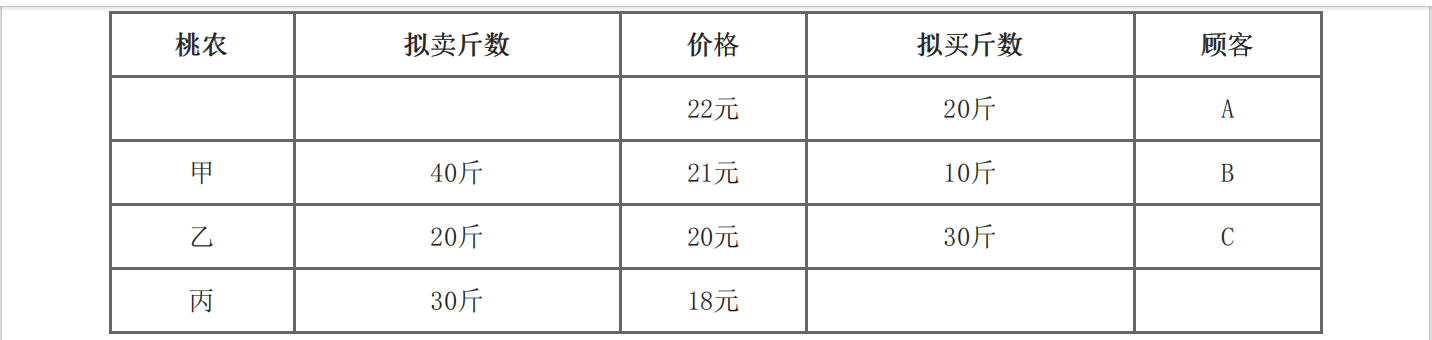 桃农 拟卖斤数 价格 拟买斤数 顾客
22元 20斤 A
甲 40斤 21元 10斤 B
乙 20斤 20元 30斤 C
丙 30斤 18元